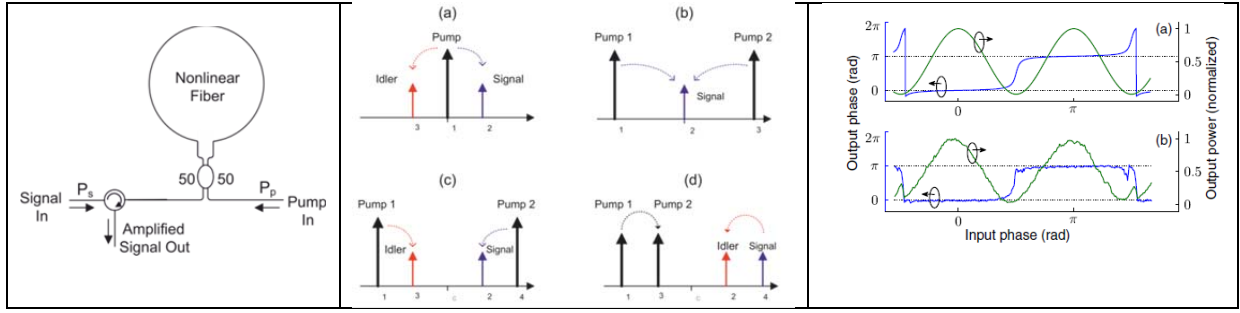 Nonlinear
Fiber
50 50
Signal
In
Ps
Pp
Pump
In
Amplified
Signal Out
(a)
Pump
Idler
Signal
3 1 2
(b)
Pump 1
Pump 2
Signal
1 2 3
(c)
Pump 1
Pump 2
Idler
Signal
1 3 c 2 4
(d)
Pump 1 Pump 2
Idler Signal
1 3 c 2 4
Output phase (rad)
2π
π
0
(a)
1
0.5
0
0 π
2π
π
0
(b)
1
0.5
0
0 π
Input phase (rad)
Output power (normalized)